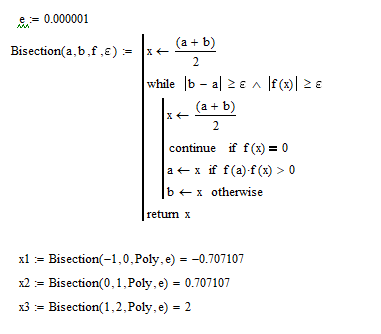 e := 0.000001
Bisection(a,b,f,ε) :=
x ← (a + b)
2
while |b − a| ≥ ε ∧ |f(x)| ≥ ε
x ← (a + b)
2
continue if f(x) = 0
a ← x if f(a)·f(x) > 0
b ← x otherwise
return x
x1 := Bisection(−1,0,Poly,e) = −0.707107
x2 := Bisection(0,1,Poly,e) = 0.707107
x3 := Bisection(1,2,Poly,e) = 2